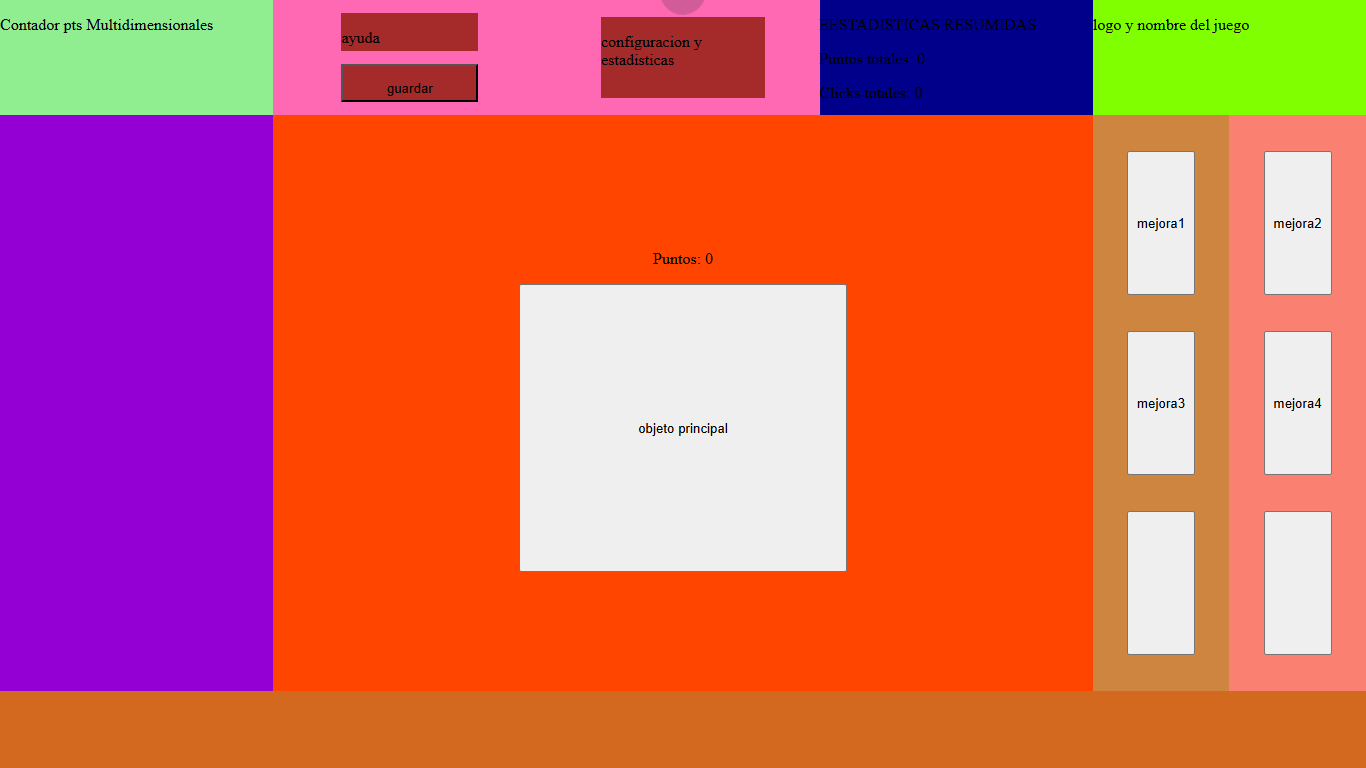 Contador pts Multidimensionales
ayuda
guardar
configuracion y
estadisticas
EESTADISTICAS RESUMIDAS
Puntos totales: 0
Clicks totales: 0
logo y nombre del juego
Puntos: 0
objeto principal
mejora1
mejora2
mejora3
mejora4